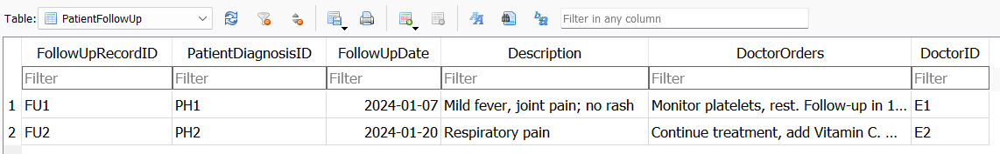 Table: PatientFollowUp Filter in any column
FollowUpRecordID PatientDiagnosisID FollowUpDate Description DoctorOrders DoctorID
Filter Filter Filter Filter Filter Filter
1 FU1 PH1 2024-01-07 Mild fever, joint pain; no rash Monitor platelets, rest. Follow-up in 1... E1
2 FU2 PH2 2024-01-20 Respiratory pain Continue treatment, add Vitamin C. ... E2